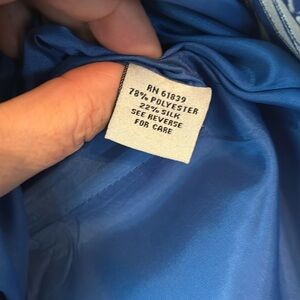 RN 61839
78% POLYESTER
22% SILK
SEE REVERSE
FOR CARE